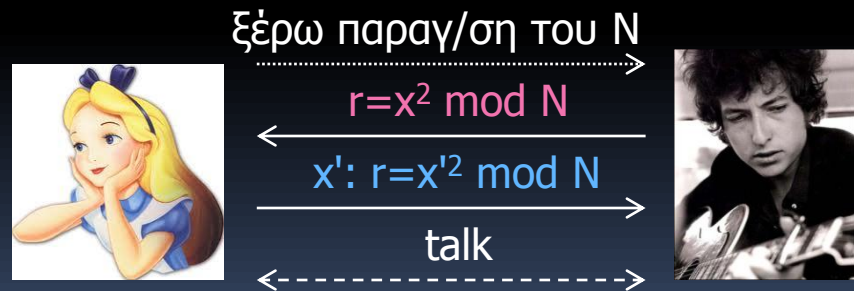 ξέρω παραγ/ση του Ν
r=x² mod N
x': r=x'² mod N
talk